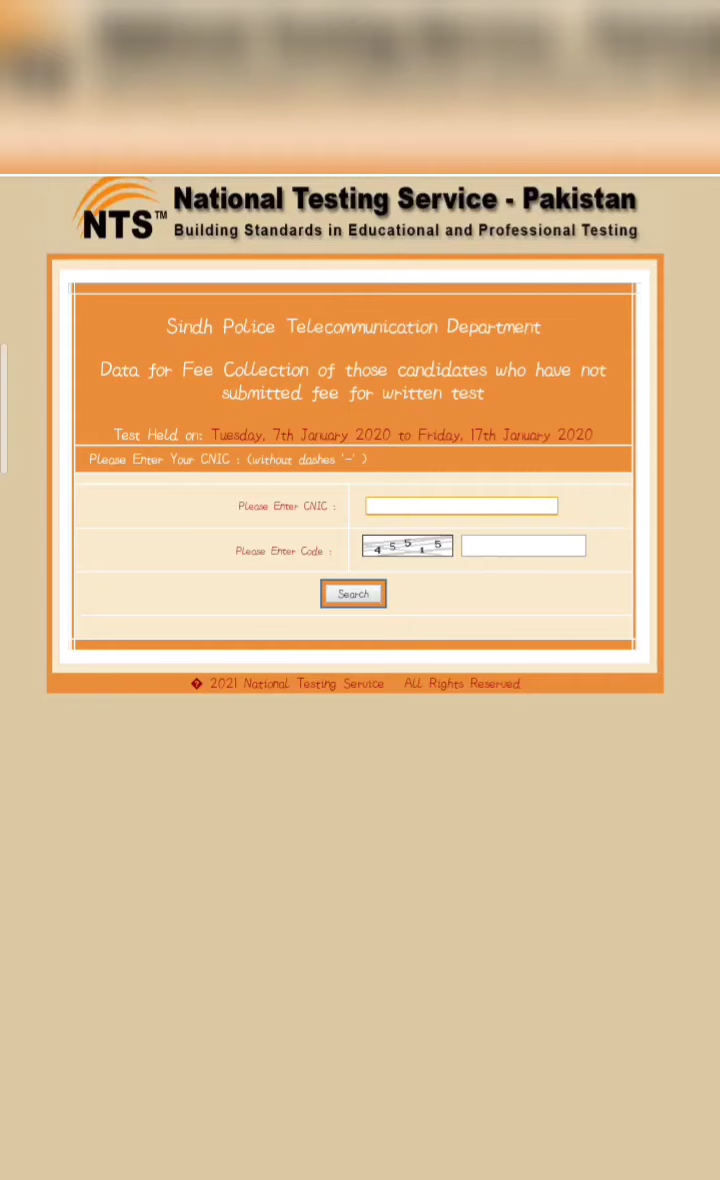 NTS™
National Testing Service - Pakistan
Building Standards in Educational and Professional Testing
Sindh Police Telecommunication Department
Data for Fee Collection of those candidates who have not
submitted fee for written test
Test Held on: Tuesday, 7th January 2020 to Friday, 17th January 2020
Please Enter Your CNIC : (without dashes '-' )
Please Enter CNIC :
Please Enter Code : 4 5 5 1 5
Search
� 2021 National Testing Service All Rights Reserved